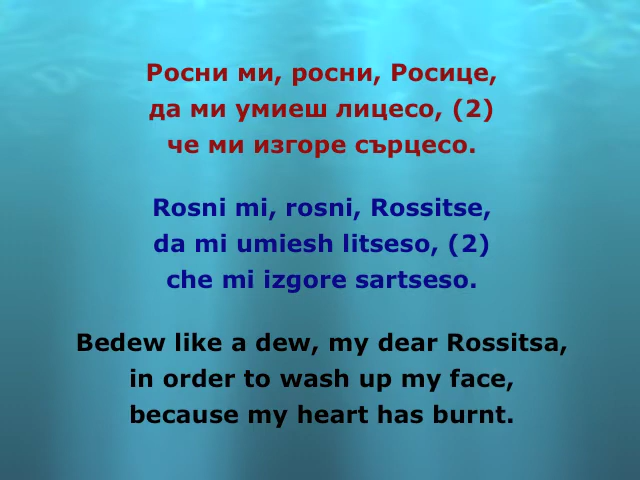 Росни ми, росни, Росице,
да ми умиеш лицесо, (2)
че ми изгоре сърцесо.
Rosni mi, rosni, Rossitse,
da mi umiesh litseso, (2)
che mi izgore sartseso.
Bedew like a dew, my dear Rossitsa,
in order to wash up my face,
because my heart has burnt.